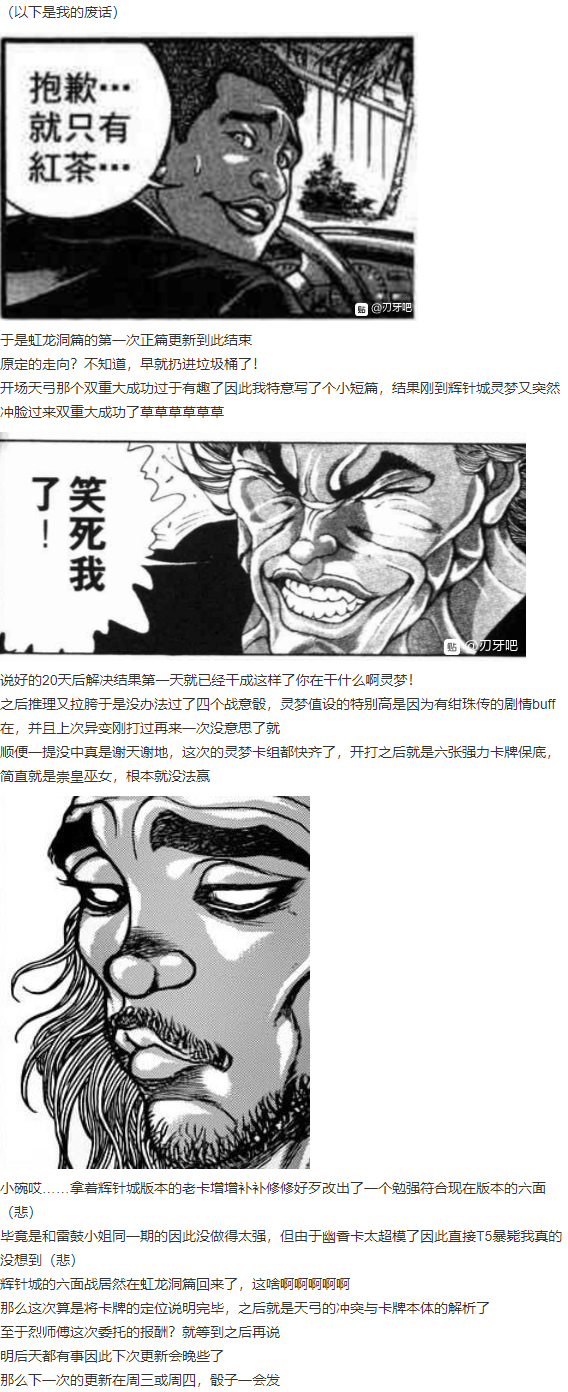 （以下是我的废话）
抱歉…
就只有
紅茶…
贴 @刃牙吧
于是虹龙洞篇的第一次正篇更新到此结束
原定的走向？不知道，早就扔进垃圾桶了！
开场天弓那个双重大成功过于有趣了因此我特意写了个小短篇，结果刚到辉针城灵梦又突然
冲脸过来双重大成功了草草草草草草
笑死我
了！
贴 @刃牙吧
说好的20天后解决结果第一天就已经干成这样了你在干什么啊灵梦！
之后推理又拉胯于是没办法过了四个战意骰，灵梦值设的特别高是因为有绀珠传的剧情buff
在，并且上次异变刚打过再来一次没意思了就
顺便一提没中真是谢天谢地，这次的灵梦卡组都快齐了，开打之后就是六张强力卡牌保底，
简直就是崇皇巫女，根本就没法赢
小碗哎……拿着辉针城版本的老卡增增补补修修好歹改出了一个勉强符合现在版本的六面
（悲）
毕竟是和雷鼓小姐同一期的因此没做得太强，但由于幽香卡太超模了因此直接T5暴毙我真的
没想到（悲）
辉针城的六面战居然在虹龙洞篇回来了，这啥啊啊啊啊啊
那么这次算是将卡牌的定位说明完毕，之后就是天弓的冲突与卡牌本体的解析了
至于烈师傅这次委托的报酬？就等到之后再说
明后天都有事因此下次更新会晚些了
那么下一次的更新在周三或周四，骰子一会发